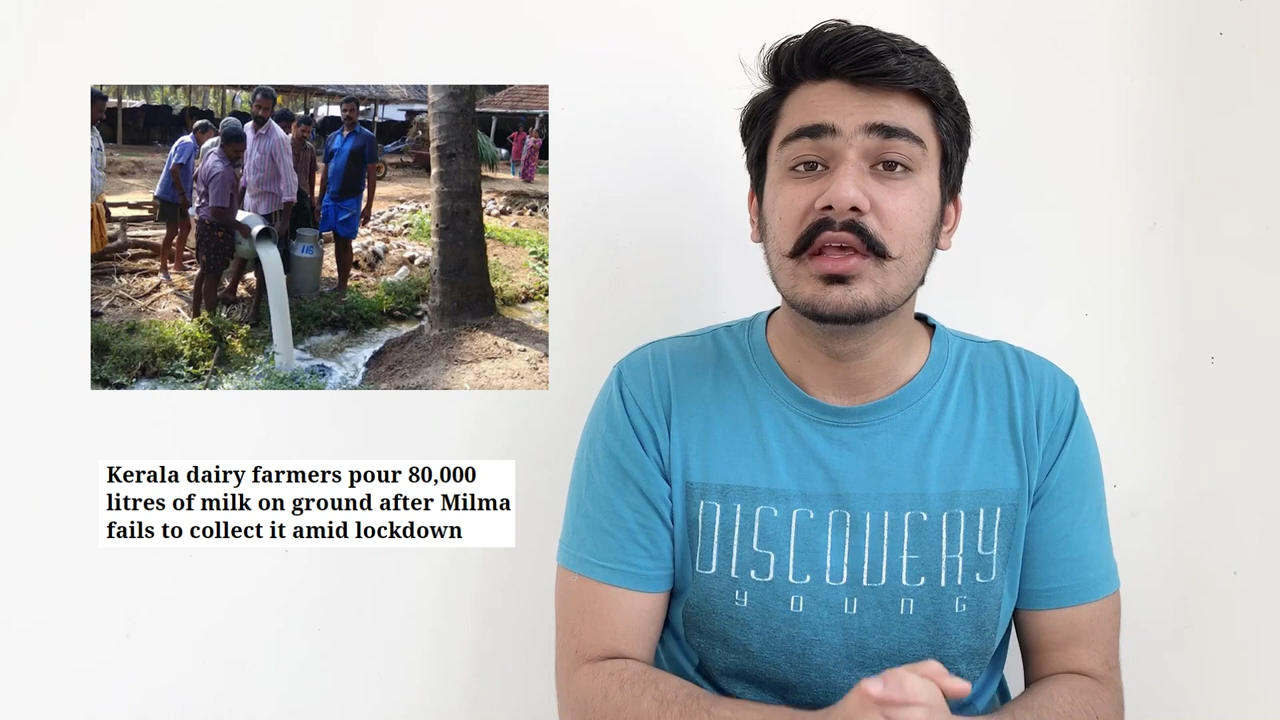 116
Kerala dairy farmers pour 80,000
litres of milk on ground after Milma
fails to collect it amid lockdown
DISCOVERY
YOUNG